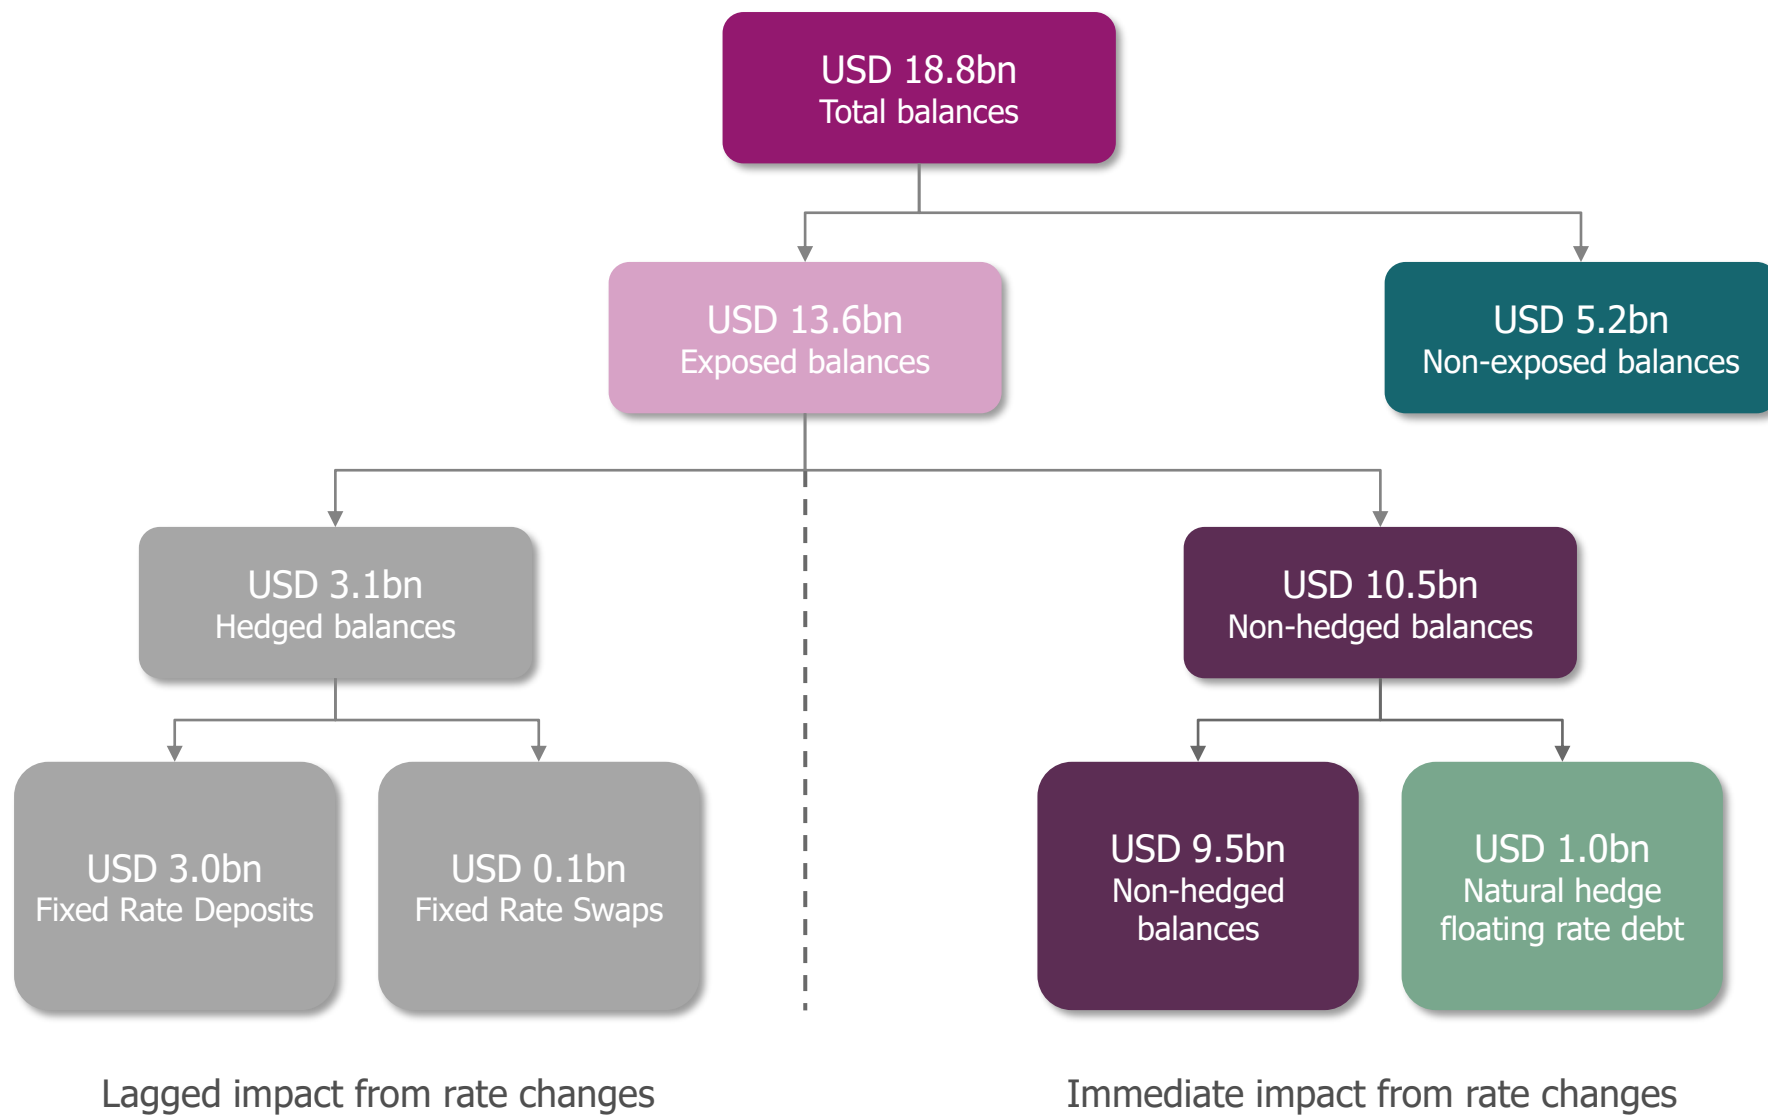 USD 18.8bn
Total balances
USD 13.6bn
Exposed balances
USD 5.2bn
Non-exposed balances
USD 3.1bn
Hedged balances
USD 10.5bn
Non-hedged balances
USD 3.0bn
Fixed Rate Deposits
USD 0.1bn
Fixed Rate Swaps
USD 9.5bn
Non-hedged
balances
USD 1.0bn
Natural hedge
floating rate debt
Lagged impact from rate changes
Immediate impact from rate changes